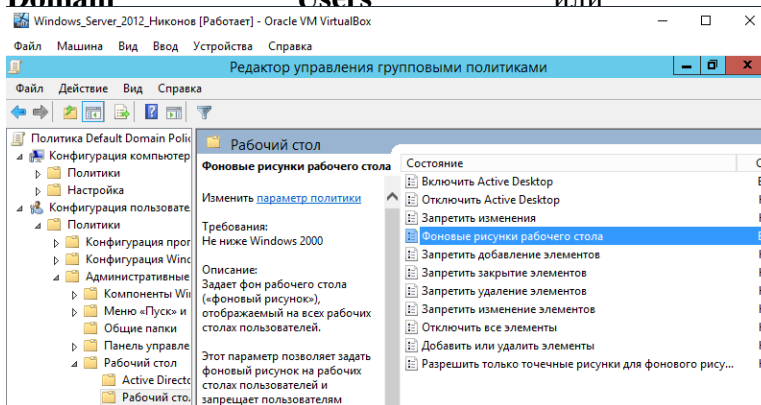 Domain Users или
Windows_Server_2012_Никонов [Работает] - Oracle VM VirtualBox
Файл Машина Вид Ввод Устройства Справка
Редактор управления групповыми политиками
Файл Действие Вид Справка
Политика Default Domain Polic
Конфигурация компьютер
Политики
Настройка
Конфигурация пользовате
Политики
Конфигурация прог
Конфигурация Winc
Административные
Компоненты Wi
Меню «Пуск» и
Общие папки
Панель управле
Рабочий стол
Active Directo
Рабочий сто.
Рабочий стол
Фоновые рисунки рабочего стола
Изменить параметр политики
Требования:
Не ниже Windows 2000
Описание:
Задает фон рабочего стола
(«фоновый рисунок»),
отображаемый на всех рабочих
столах пользователей.
Этот параметр позволяет задать
фоновый рисунок на рабочих
столах пользователей и
запрещает пользователям
Состояние
Включить Active Desktop
Отключить Active Desktop
Запретить изменения
Фоновые рисунки рабочего стола
Запретить добавление элементов
Запретить закрытие элементов
Запретить удаление элементов
Запретить изменение элементов
Отключить все элементы
Добавить или удалить элементы
Разрешить только точечные рисунки для фонового рису...